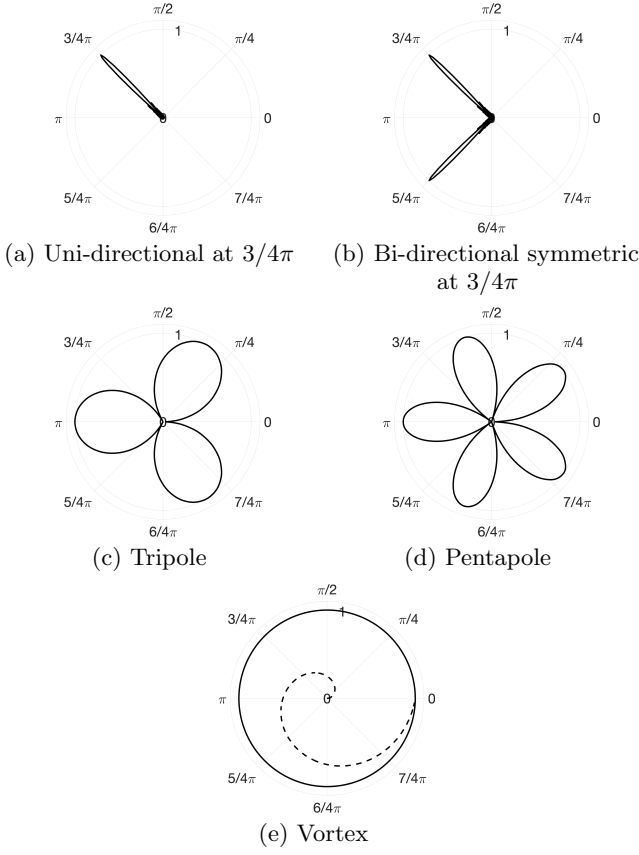 π/2 π/2
3/4π 1 π/4 3/4π 1 π/4
π 0 0 π 0 0
5/4π 7/4π 5/4π 7/4π
6/4π 6/4π
(a) Uni-directional at 3/4π (b) Bi-directional symmetric
at 3/4π
π/2 π/2
3/4π 1 π/4 3/4π 1 π/4
π 0 0 π 0 0
5/4π 7/4π 5/4π 7/4π
6/4π 6/4π
(c) Tripole (d) Pentapole
π/2
3/4π 1 π/4
π 0 0
5/4π 7/4π
6/4π
(e) Vortex